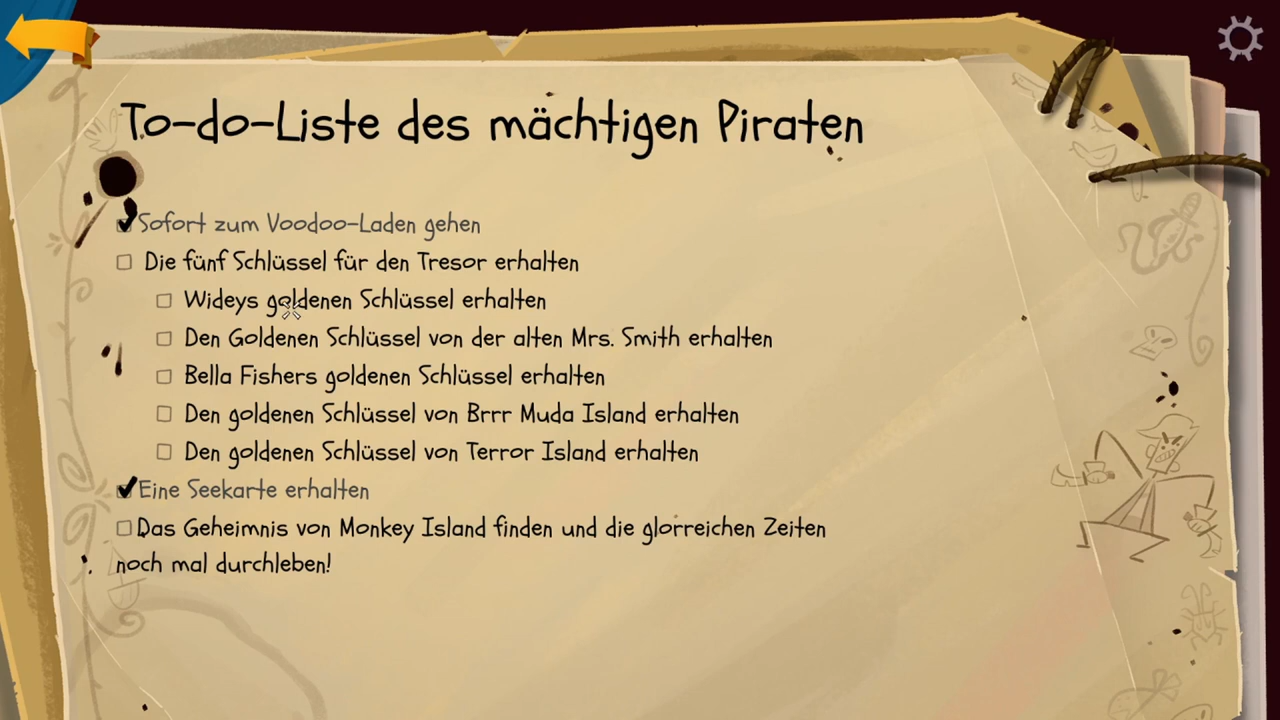 To-do-Liste des mächtigen Piraten
Sofort zum Voodoo-Laden gehen
Die fünf Schlüssel für den Tresor erhalten
Wideys goldenen Schlüssel erhalten
Den Goldenen Schlüssel von der alten Mrs. Smith erhalten
Bella Fishers goldenen Schlüssel erhalten
Den goldenen Schlüssel von Brrr Muda Island erhalten
Den goldenen Schlüssel von Terror Island erhalten
Eine Seekarte erhalten
Das Geheimnis von Monkey Island finden und die glorreichen Zeiten
noch mal durchleben!